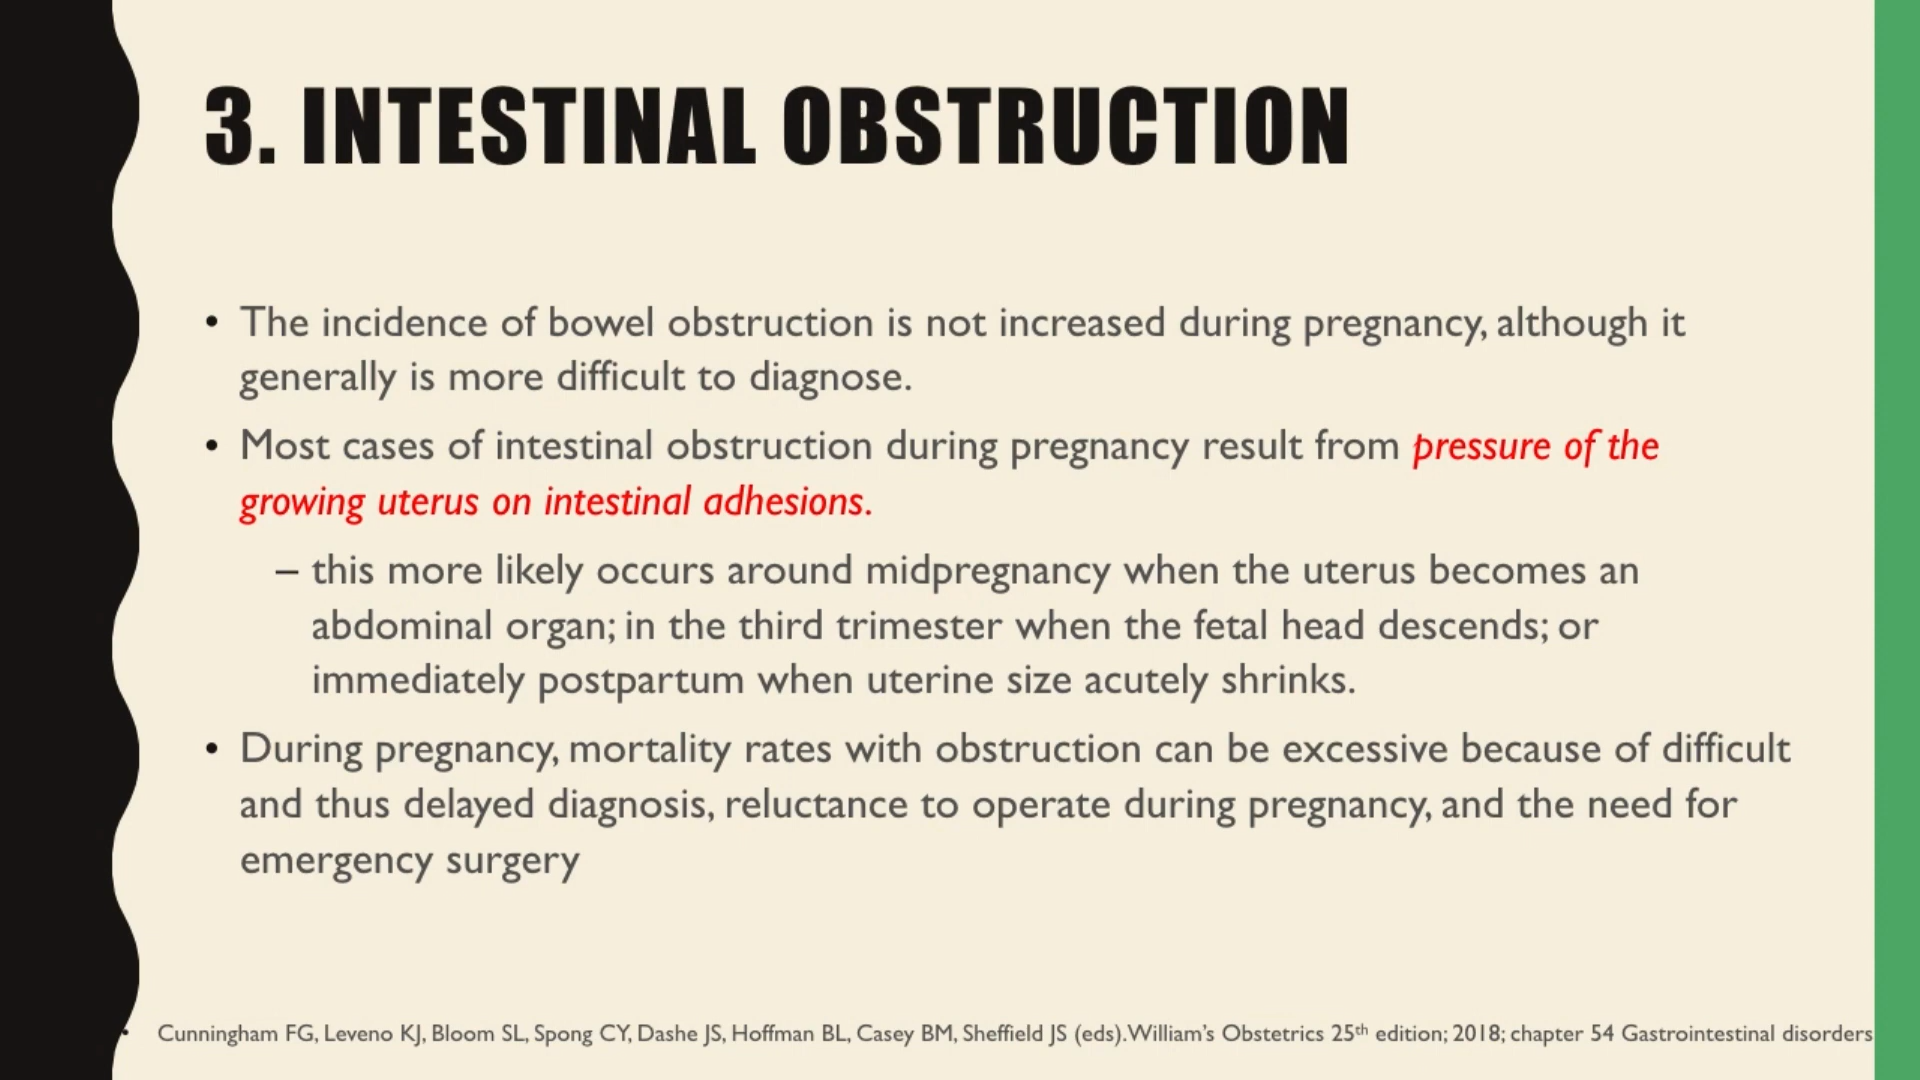 3. INTESTINAL OBSTRUCTION
• The incidence of bowel obstruction is not increased during pregnancy, although it
generally is more difficult to diagnose.
• Most cases of intestinal obstruction during pregnancy result from pressure of the
growing uterus on intestinal adhesions.
– this more likely occurs around midpregnancy when the uterus becomes an
abdominal organ; in the third trimester when the fetal head descends; or
immediately postpartum when uterine size acutely shrinks.
• During pregnancy, mortality rates with obstruction can be excessive because of difficult
and thus delayed diagnosis, reluctance to operate during pregnancy, and the need for
emergency surgery
• Cunningham FG, Leveno KJ, Bloom SL, Spong CY, Dashe JS, Hoffman BL, Casey BM, Sheffield JS (eds).William's Obstetrics 25th edition; 2018; chapter 54 Gastrointestinal disorders